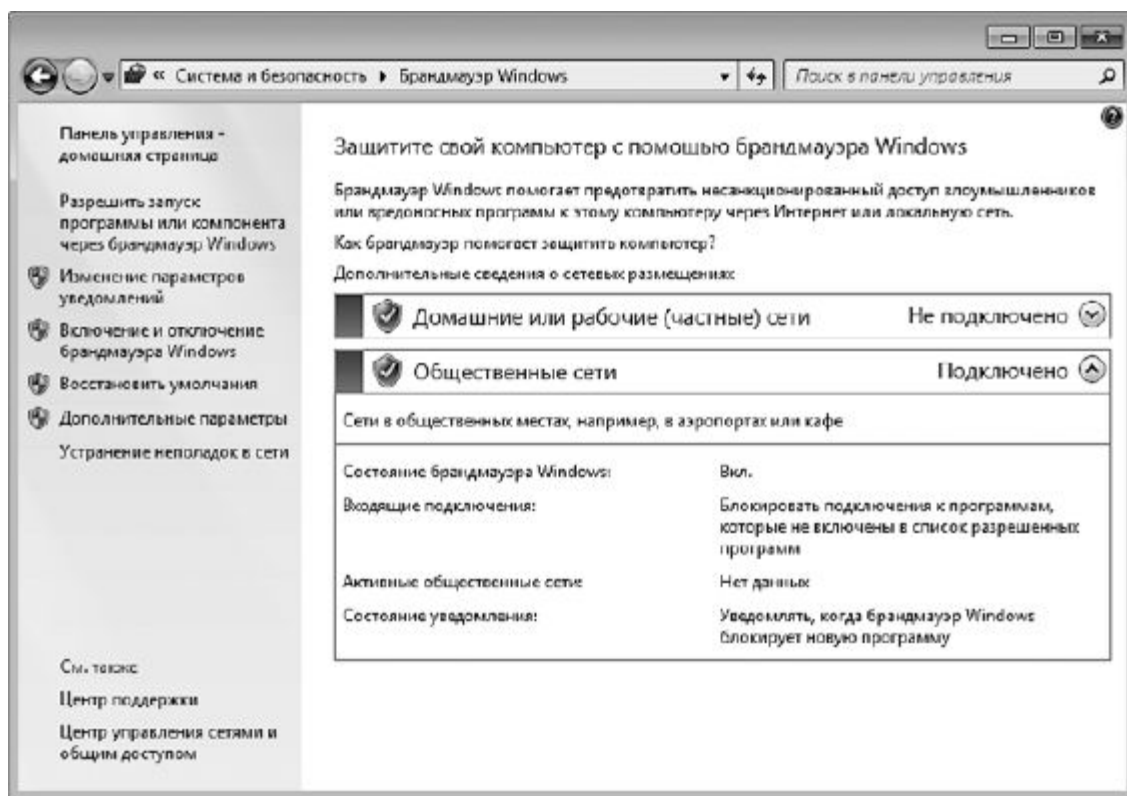 « Система и безопасность ▸ Брандмауэр Windows
Поиск в панели управления
Панель управления -
домашняя страница
Разрешить запуск
программы или компонента
через брандмауэр Windows
Изменение параметров
уведомлений
Включение и отключение
брандмауэра Windows
Восстановить умолчания
Дополнительные параметры
Устранение неполадок в сети
См. также
Центр поддержки
Центр управления сетями и
общим доступом
Защитите свой компьютер с помощью брандмауэра Windows
Брандмауэр Windows помогает предотвратить несанкционированный доступ злоумышленников
или вредоносных программ к этому компьютеру через Интернет или локальную сеть.
Как брандмауэр помогает защитить компьютер?
Дополнительные сведения о сетевых размещениях
Домашние или рабочие (частные) сети Не подключено
Общественные сети Подключено
Сети в общественных местах, например, в аэропортах или кафе
Состояние брандмауэра Windows: Вкл.
Входящие подключения: Блокировать подключения к программам,
которые не включены в список разрешенных
программ
Активные общественные сети: Нет данных
Состояние уведомления: Уведомлять, когда брандмауэр Windows
блокирует новую программу